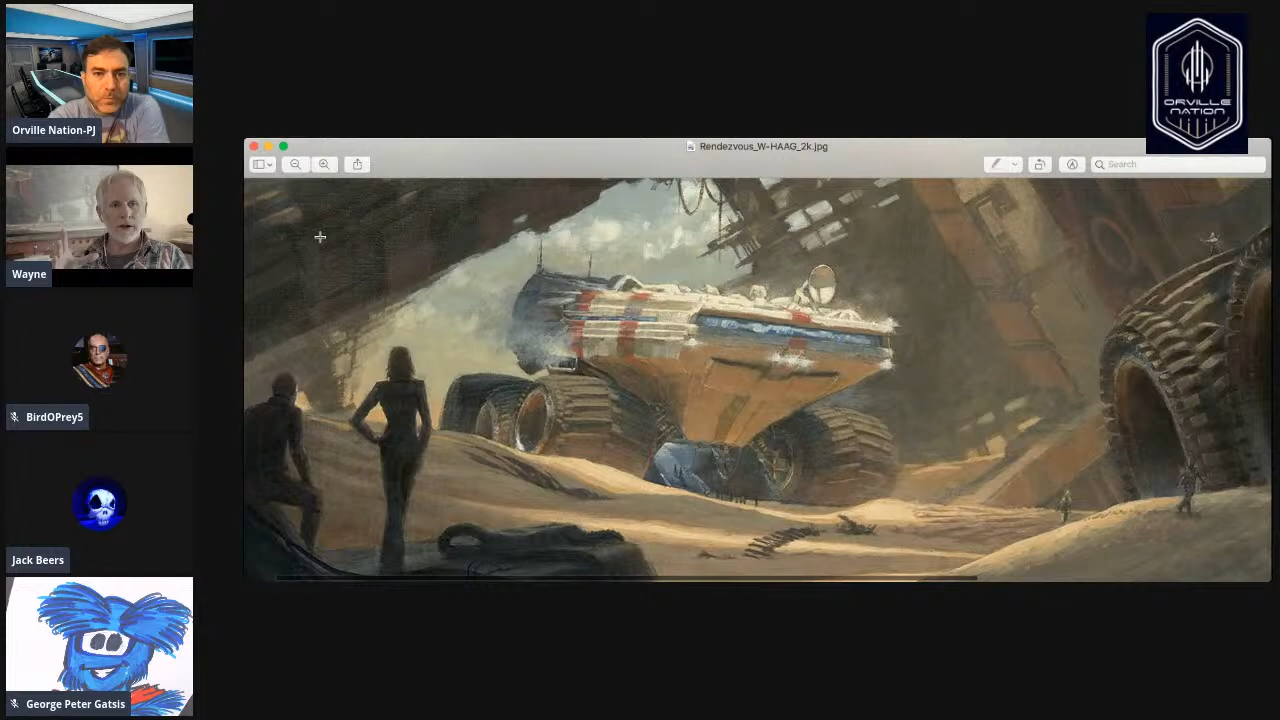 Orville Nation-PJ
Wayne
BirdOPrey5
Jack Beers
George Peter Gatsis
Rendezvous_W-HAAG_2k.jpg
Search
ORVILLE
NATION